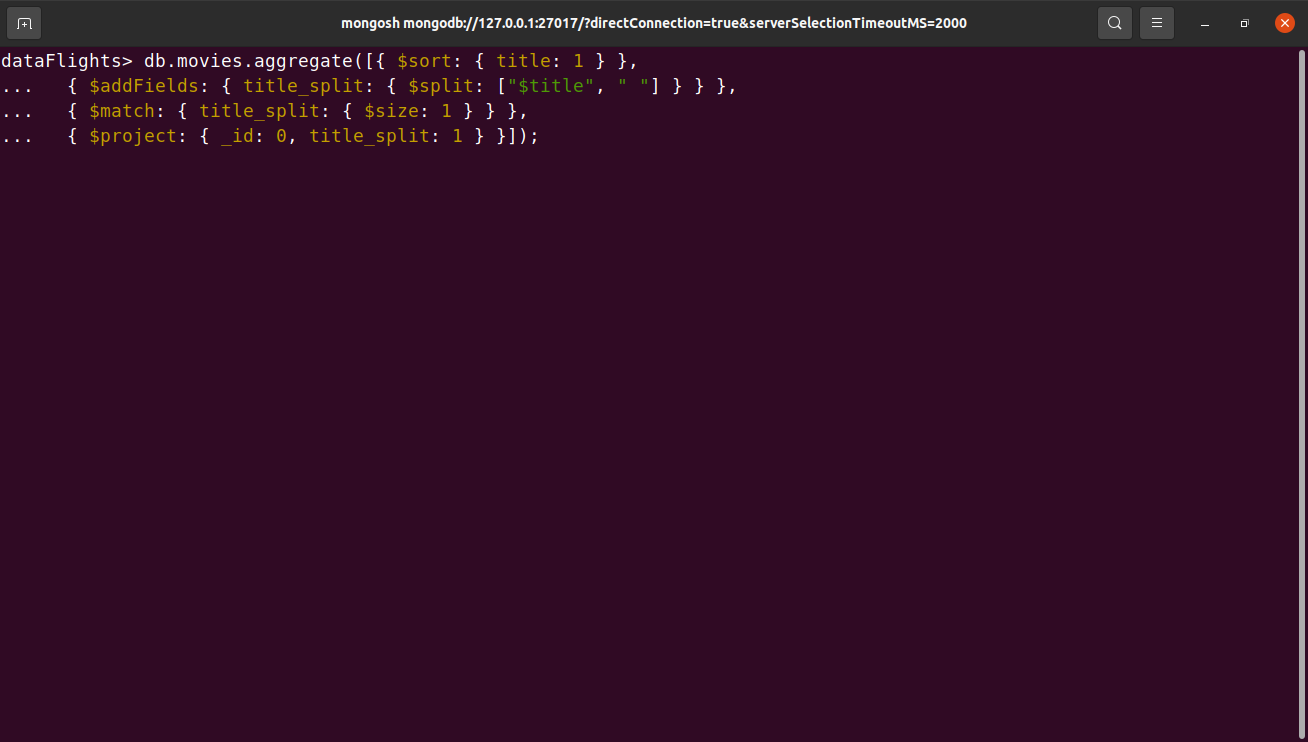 mongosh mongodb://127.0.0.1:27017/?directConnection=true&serverSelectionTimeoutMS=2000
dataFlights> db.movies.aggregate([{ $sort: { title: 1 } },
...   { $addFields: { title_split: { $split: ["$title", " "] } } },
...   { $match: { title_split: { $size: 1 } } },
...   { $project: { _id: 0, title_split: 1 } }]);